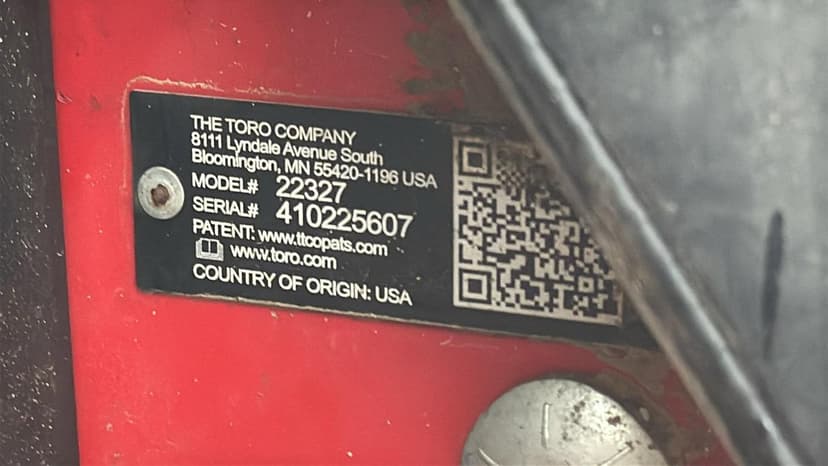 THE TORO COMPANY
8111 Lyndale Avenue South
Bloomington, MN 55420-1196 USA
MODEL# 22327
SERIAL# 410225607
PATENT: www.ttcopats.com
www.toro.com
COUNTRY OF ORIGIN: USA